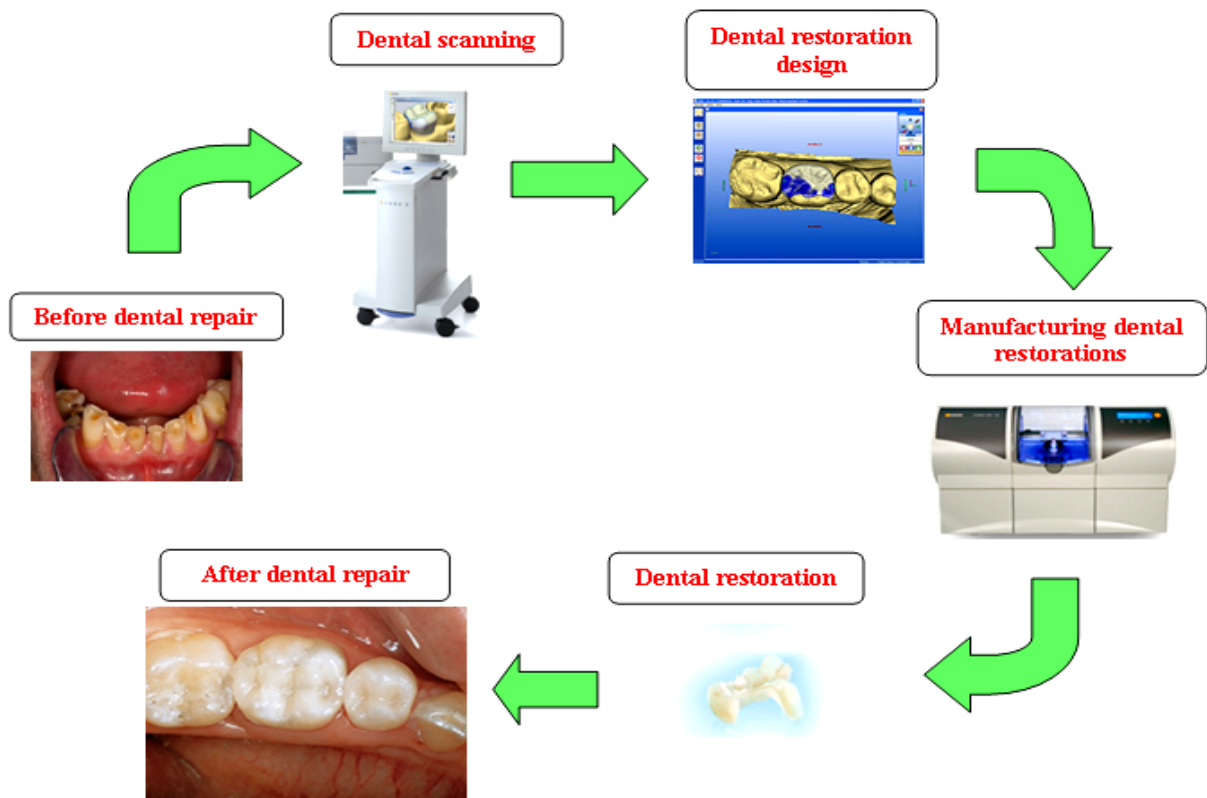 Dental scanning
Dental restoration
design
Before dental repair
Manufacturing dental
restorations
After dental repair
Dental restoration